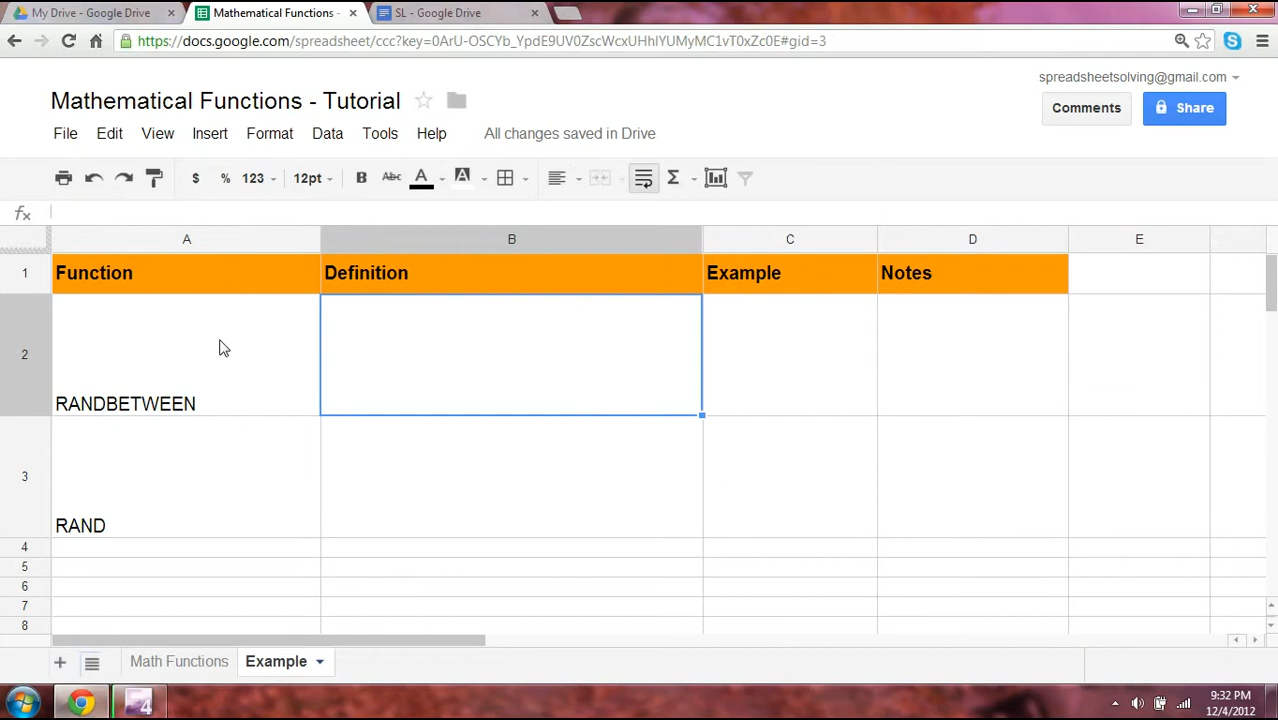 My Drive - Google Drive
Mathematical Functions -
SL - Google Drive
https://docs.google.com/spreadsheet/ccc?key=0ArU-OSCYb_YpdE9UV0ZscWcxUHhlYUMyMC1vT0xZc0E#gid=3
spreadsheetsolving@gmail.com
Mathematical Functions - Tutorial
Comments
Share
File Edit View Insert Format Data Tools Help All changes saved in Drive
$ % 123 12pt B Abc A A Σ
fx
A B C D E
1 Function Definition Example Notes
2 RANDBETWEEN
3 RAND
4
5
6
7
8
Math Functions Example
4
9:32 PM
12/4/2012